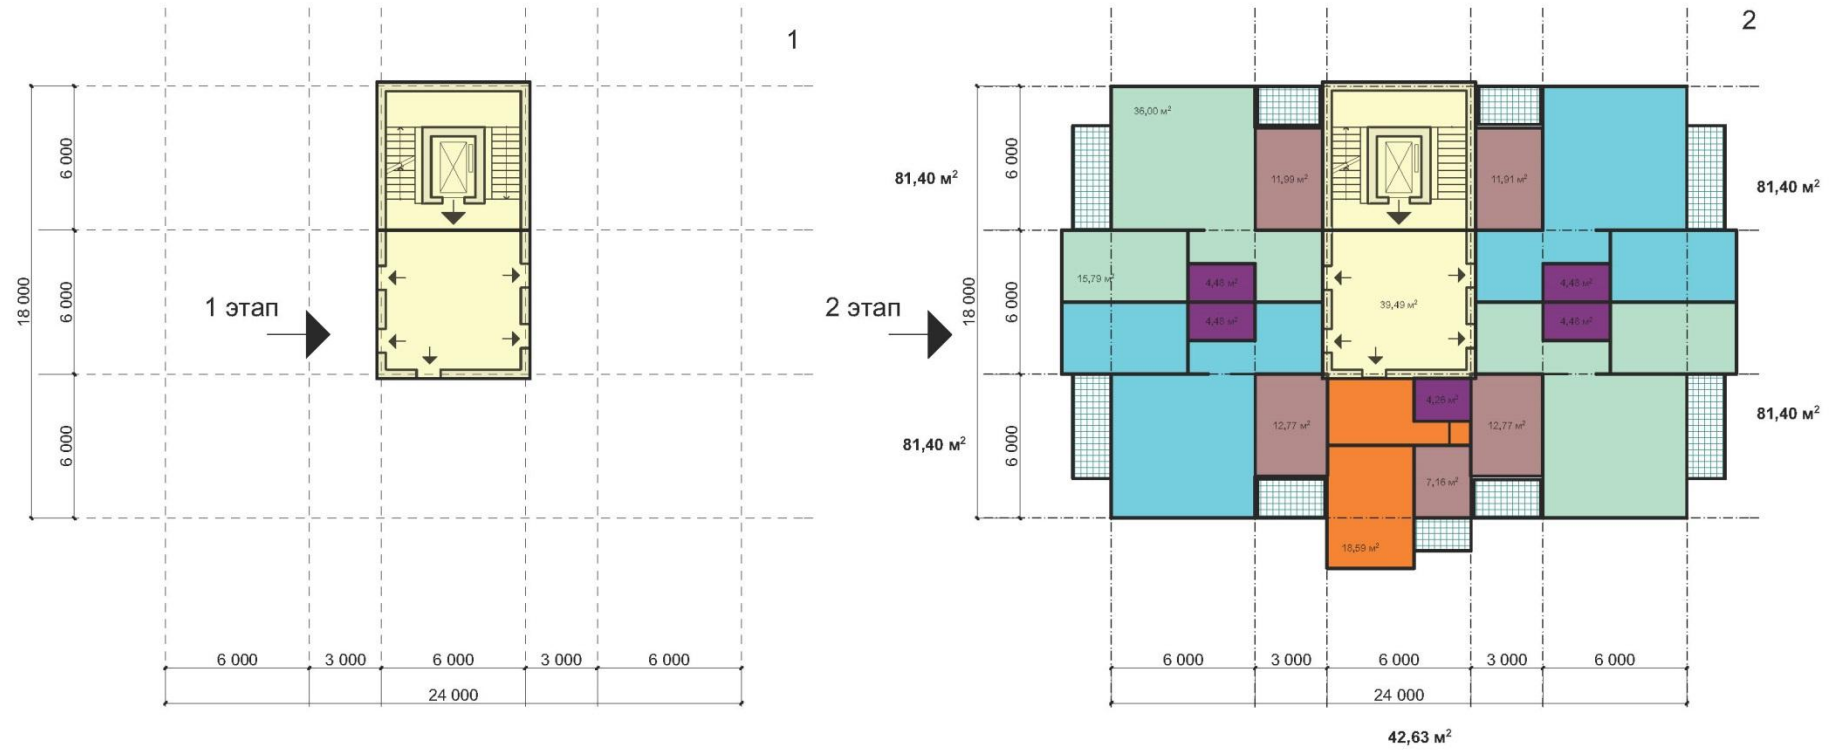 1
6 000
6 000
6 000
18 000
1 этап
6 000
3 000
6 000
3 000
6 000
24 000
2
36,00 м²
11,99 м²
11,91 м²
81,40 м²
81,40 м²
6 000
6 000
6 000
18 000
15,79 м²
4,48 м²
4,48 м²
39,49 м²
4,48 м²
4,48 м²
2 этап
81,40 м²
81,40 м²
12,77 м²
4,26 м²
12,77 м²
7,16 м²
18,59 м²
6 000
3 000
6 000
3 000
6 000
24 000
42,63 м²